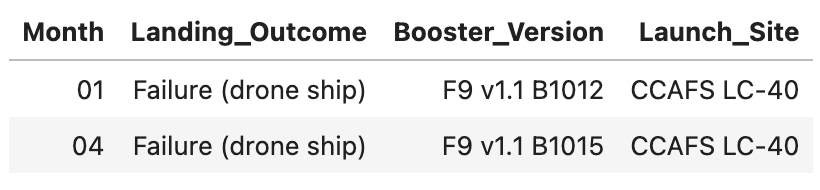 Month Landing_Outcome Booster_Version Launch_Site
01 Failure (drone ship) F9 v1.1 B1012 CCAFS LC-40
04 Failure (drone ship) F9 v1.1 B1015 CCAFS LC-40